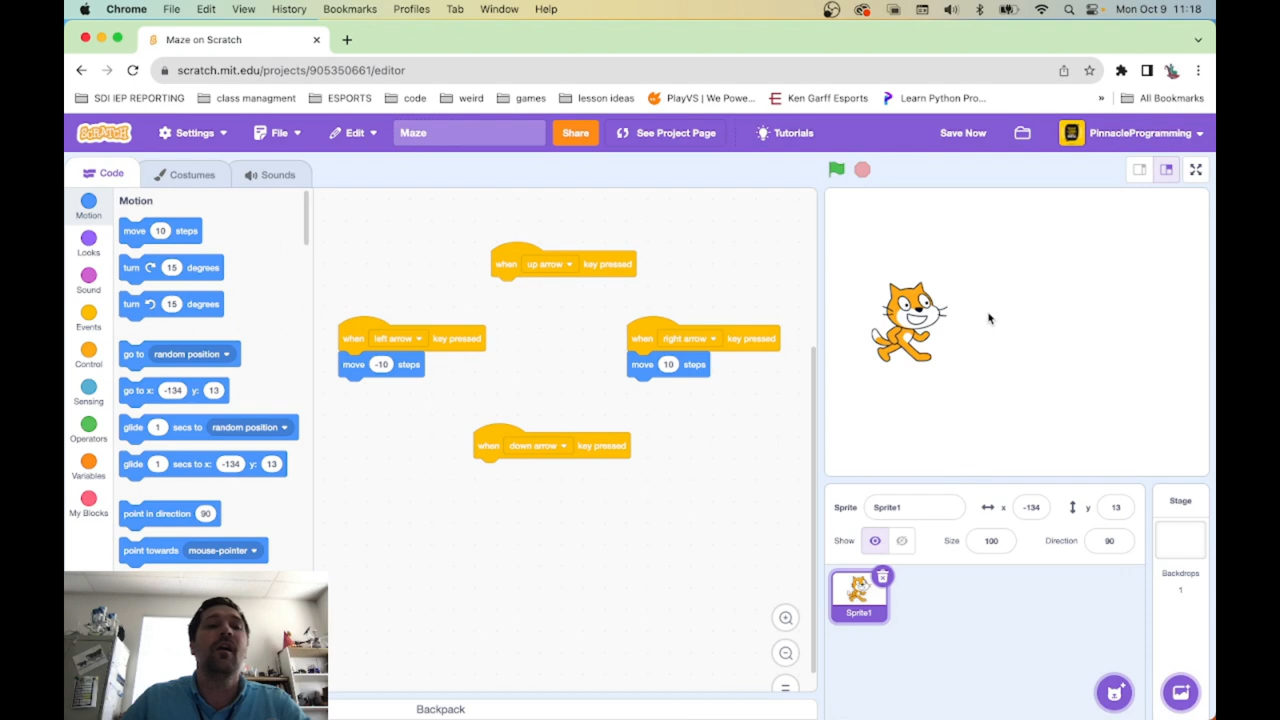 Chrome File Edit View History Bookmarks Profiles Tab Window Help Mon Oct 9 11:18
Maze on Scratch
scratch.mit.edu/projects/905350661/editor
SDI IEP REPORTING class managment ESPORTS code weird games lesson ideas PlayVS | We Powe... Ken Garff Esports Learn Python Pro... » All Bookmarks
SCRATCH Settings File Edit Maze Share See Project Page Tutorials Save Now PinnacleProgramming
Code Costumes Sounds
Motion
Looks
Sound
Events
Control
Sensing
Operators
Variables
My Blocks
Motion
move 10 steps
turn 15 degrees
turn 15 degrees
go to random position
go to x: -134 y: 13
glide 1 secs to random position
glide 1 secs to x: -134 y: 13
point in direction 90
point towards mouse-pointer
when up arrow key pressed
when left arrow key pressed
move -10 steps
when right arrow key pressed
move 10 steps
when down arrow key pressed
Backpack
Sprite Sprite1 x -134 y 13
Show Size 100 Direction 90
Sprite1
Stage
Backdrops
1